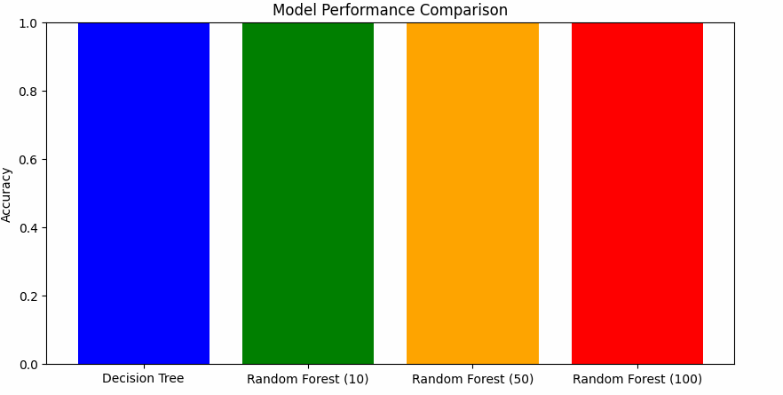 Model Performance Comparison
Accuracy
1.0
0.8
0.6
0.4
0.2
0.0
Decision Tree
Random Forest (10)
Random Forest (50)
Random Forest (100)